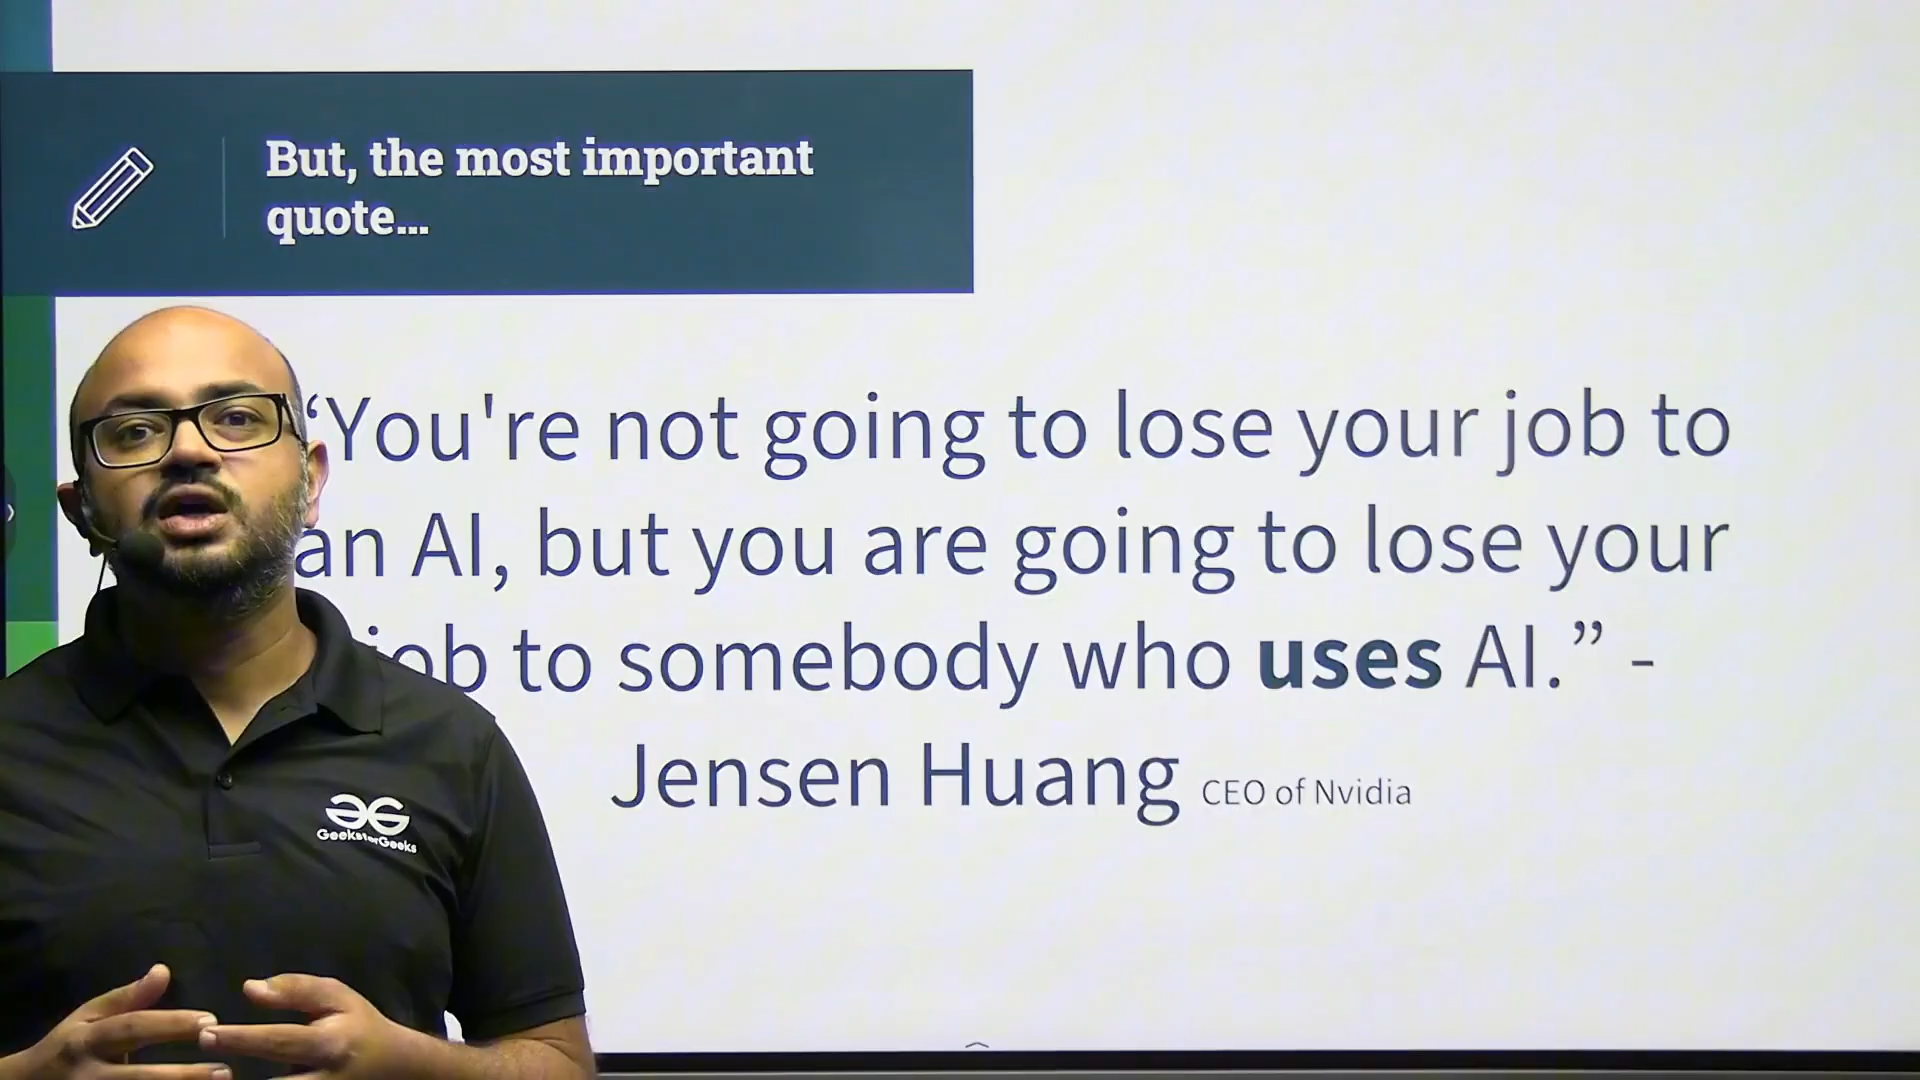 But, the most important
quote...
“You're not going to lose your job to
an AI, but you are going to lose your
job to somebody who uses AI.” -
Jensen Huang CEO of Nvidia
GeeksforGeeks